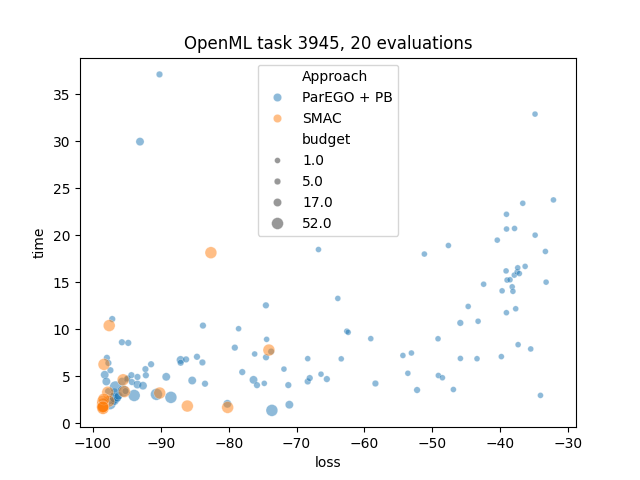 OpenML task 3945, 20 evaluations
Approach
ParEGO + PB
SMAC
budget
1.0
5.0
17.0
52.0
time
35
30
25
20
15
10
5
0
−100
−90
−80
−70
−60
−50
−40
−30
loss